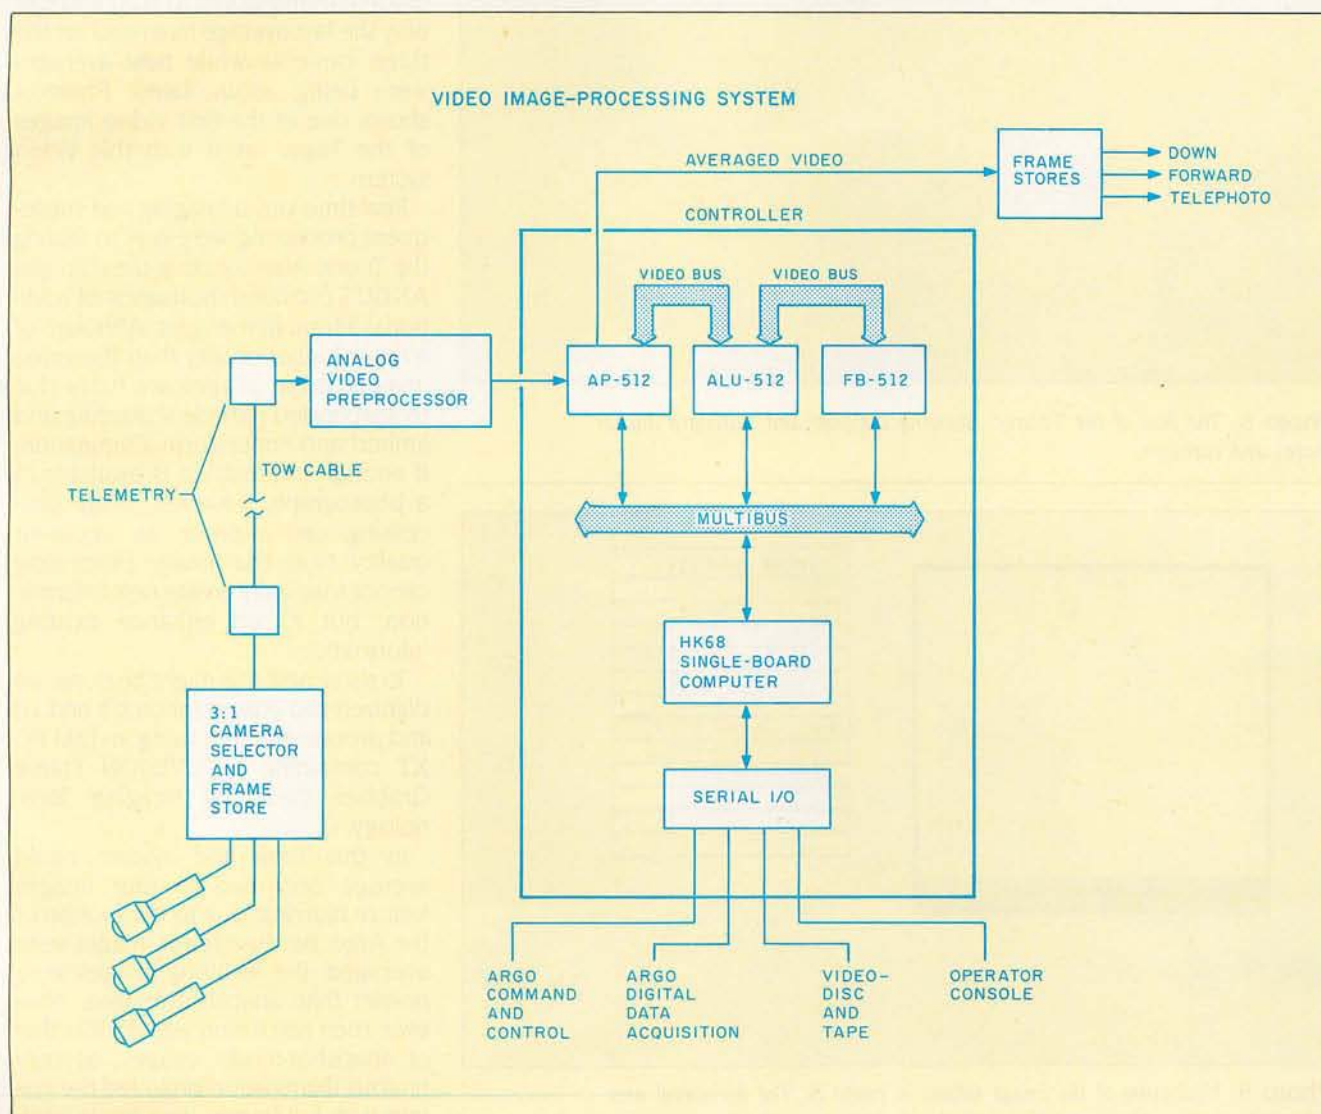 VIDEO IMAGE-PROCESSING SYSTEM
AVERAGED VIDEO
FRAME
STORES
DOWN
FORWARD
TELEPHOTO
CONTROLLER
VIDEO BUS
VIDEO BUS
ANALOG
VIDEO
PREPROCESSOR
AP-512
ALU-512
FB-512
TOW CABLE
TELEMETRY
MULTIBUS
HK68
SINGLE-BOARD
COMPUTER
3:1
CAMERA
SELECTOR
AND
FRAME
STORE
SERIAL I/O
ARGO
COMMAND
AND
CONTROL
ARGO
DIGITAL
DATA
ACQUISITION
VIDEO-
DISC
AND
TAPE
OPERATOR
CONSOLE